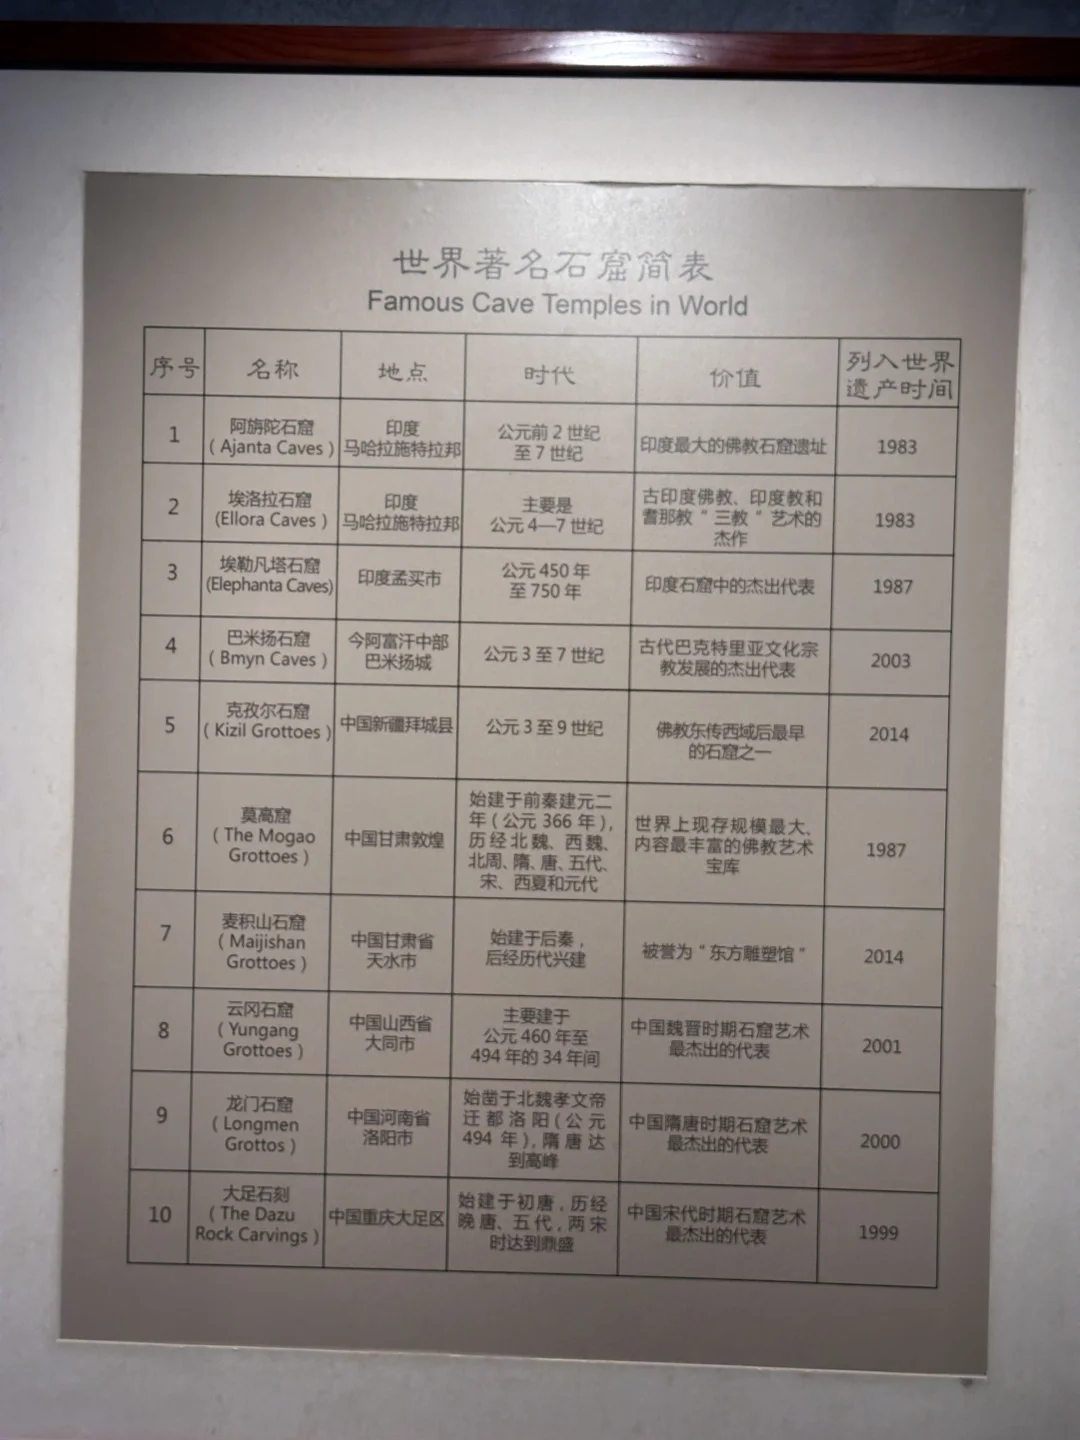 世界著名石窟简表
Famous Cave Temples in World
序号
名称
地点
时代
价值
列入世界
遗产时间
1
阿旃陀石窟
( Ajanta Caves )
印度
马哈拉施特拉邦
公元前 2 世纪
至 7 世纪
印度最大的佛教石窟遗址
1983
2
埃洛拉石窟
(Ellora Caves )
印度
马哈拉施特拉邦
主要是
公元 4—7 世纪
古印度佛教、印度教和
耆那教“三教“艺术的
杰作
1983
3
埃勒凡塔石窟
(Elephanta Caves)
印度孟买市
公元 450 年
至 750 年
印度石窟中的杰出代表
1987
4
巴米扬石窟
( Bmyn Caves )
今阿富汗中部
巴米扬城
公元 3 至 7 世纪
古代巴克特里亚文化宗
教发展的杰出代表
2003
5
克孜尔石窟
( Kizil Grottoes )
中国新疆拜城县
公元 3 至 9 世纪
佛教东传西域后最早
的石窟之一
2014
6
莫高窟
( The Mogao
Grottoes )
中国甘肃敦煌
始建于前秦建元二
年 ( 公元 366 年 ),
历经北魏、西魏、
北周、隋、唐、五代、
宋、西夏和元代
世界上现存规模最大、
内容最丰富的佛教艺术
宝库
1987
7
麦积山石窟
( Maijishan
Grottoes )
中国甘肃省
天水市
始建于后秦，
后经历代兴建
被誉为“东方雕塑馆“
2014
8
云冈石窟
( Yungang
Grottoes )
中国山西省
大同市
主要建于
公元 460 年至
494 年的 34 年间
中国魏晋时期石窟艺术
最杰出的代表
2001
9
龙门石窟
( Longmen
Grottos )
中国河南省
洛阳市
始凿于北魏孝文帝
迁都洛阳 ( 公元
494 年 ), 隋唐达
到高峰
中国隋唐时期石窟艺术
最杰出的代表
2000
10
大足石刻
( The Dazu
Rock Carvings )
中国重庆大足区
始建于初唐，历经
晚唐、五代，两宋
时达到鼎盛
中国宋代时期石窟艺术
最杰出的代表
1999